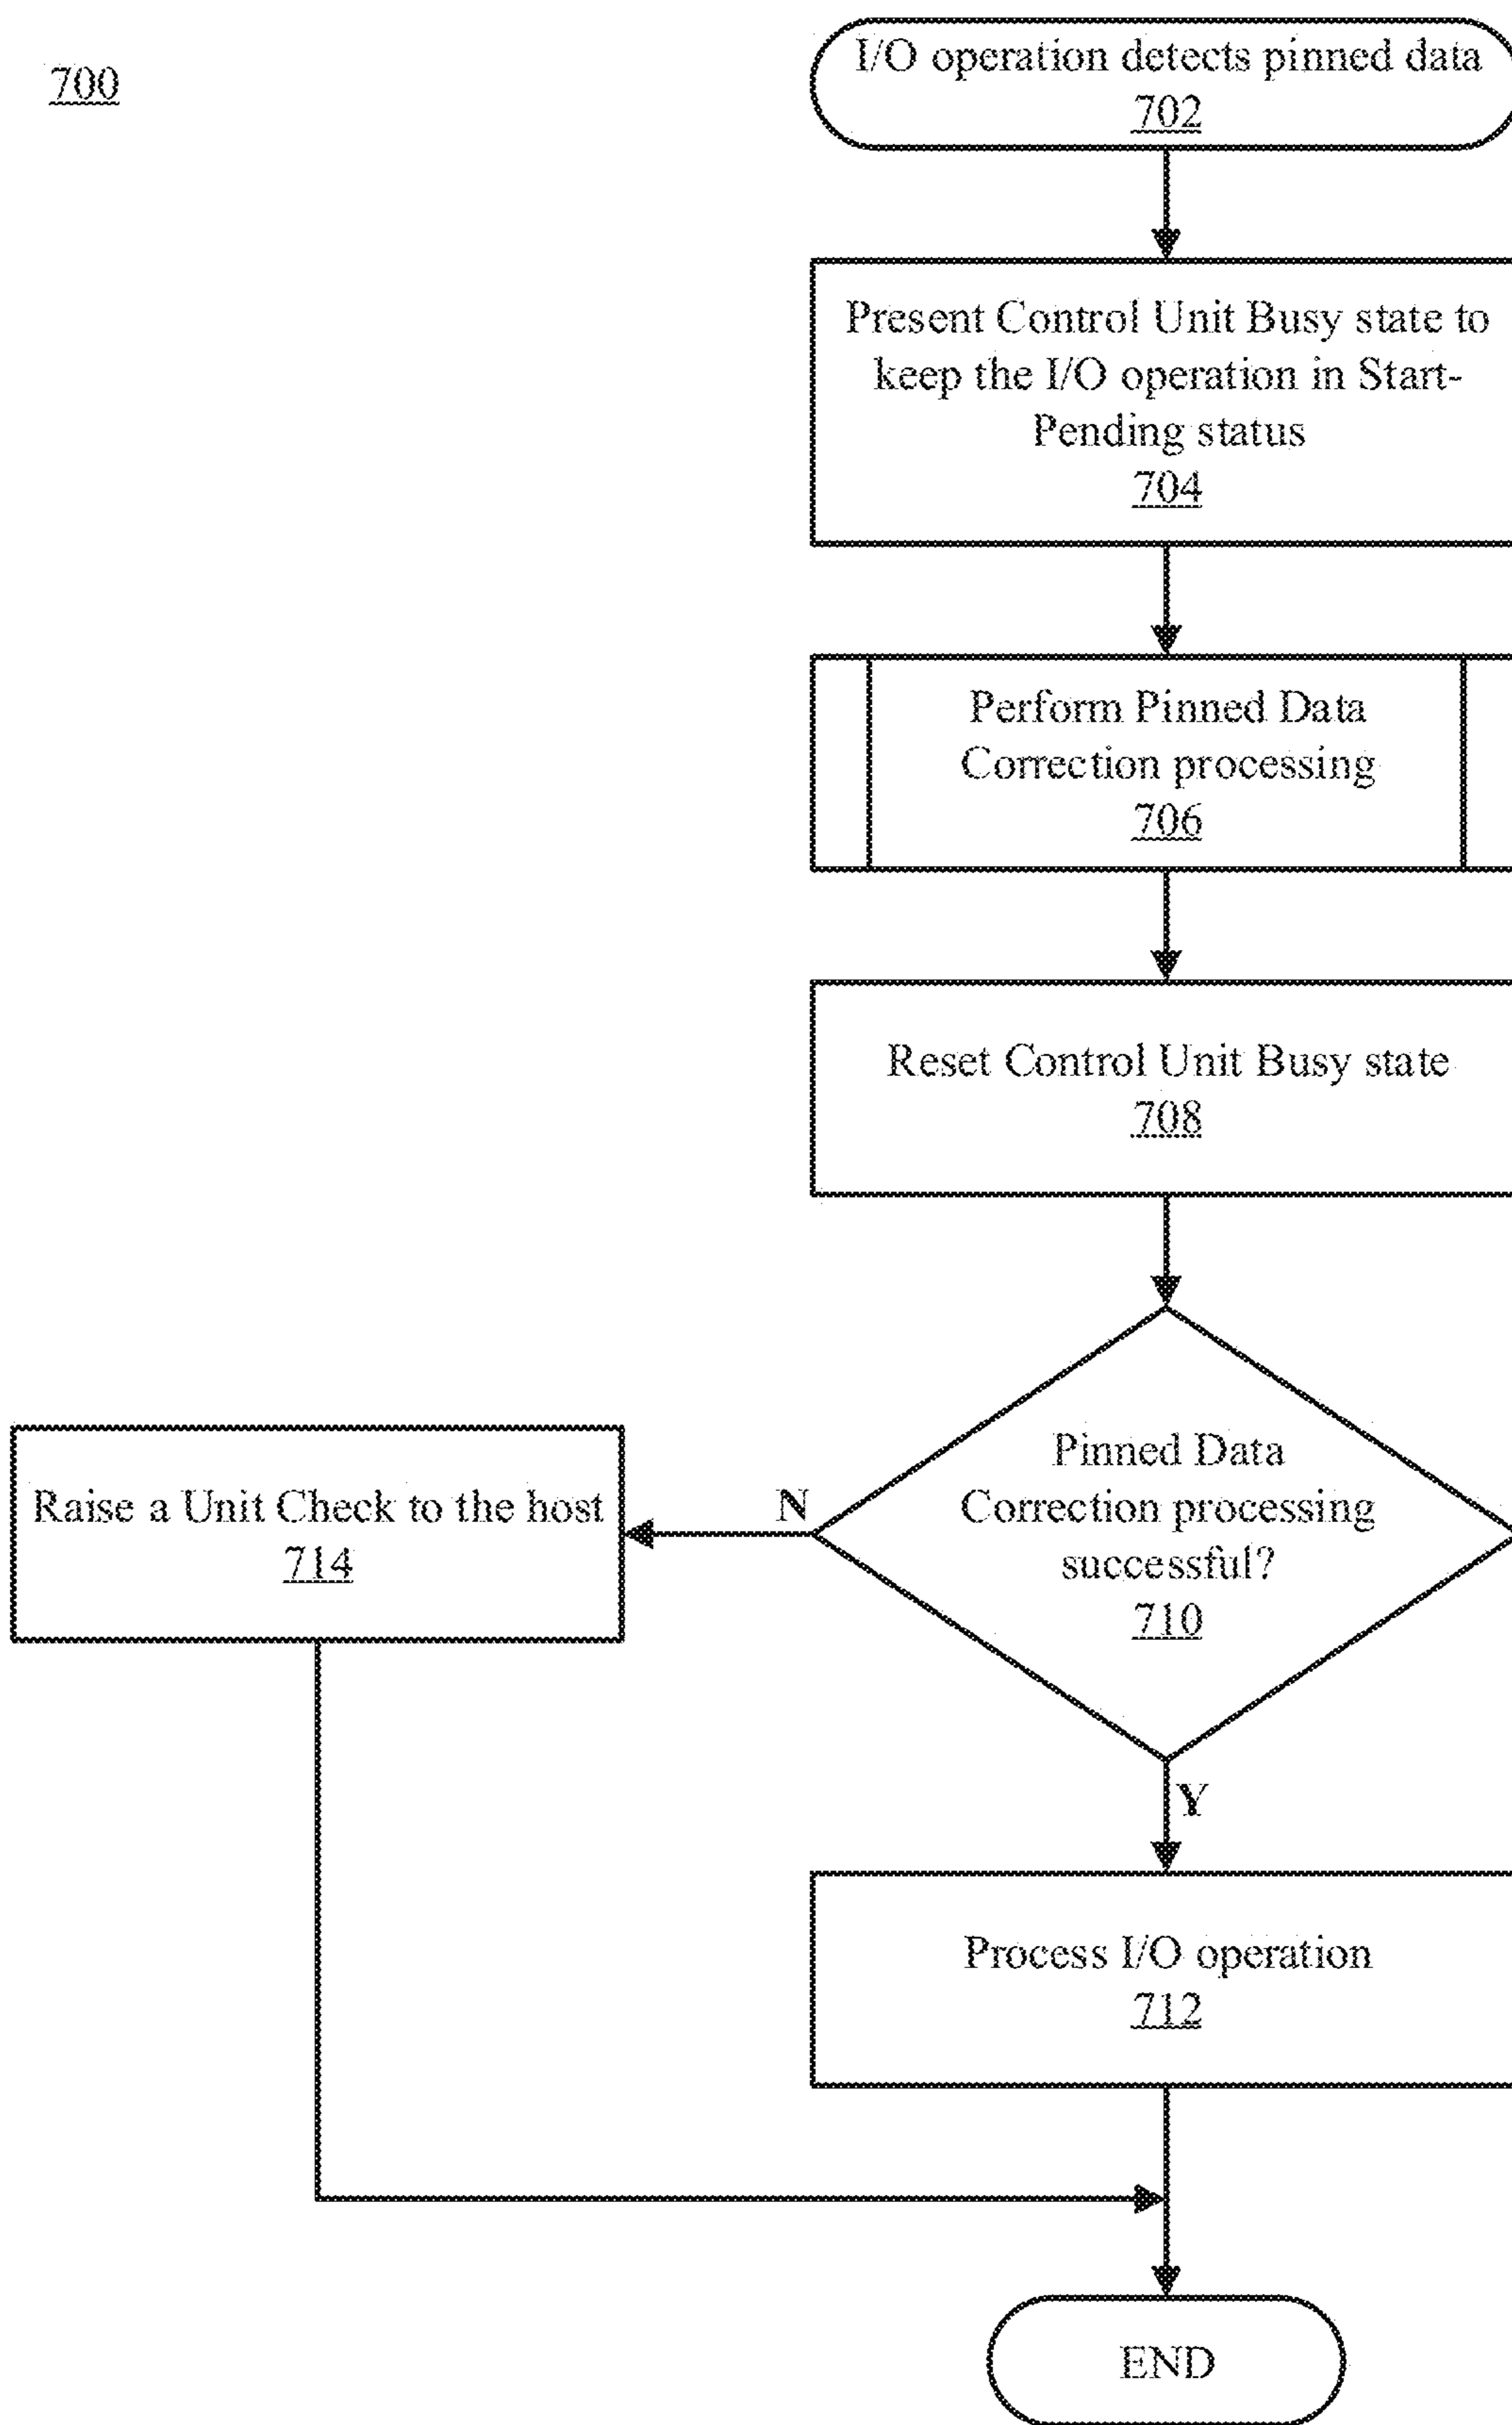 700
I/O operation detects pinned data
702
Present Control Unit Busy state to
keep the I/O operation in Start-
Pending status
704
Perform Pinned Data
Correction processing
706
Reset Control Unit Busy state
708
Pinned Data
Correction processing
successful?
710
N
Raise a Unit Check to the host
714
Y
Process I/O operation
712
END